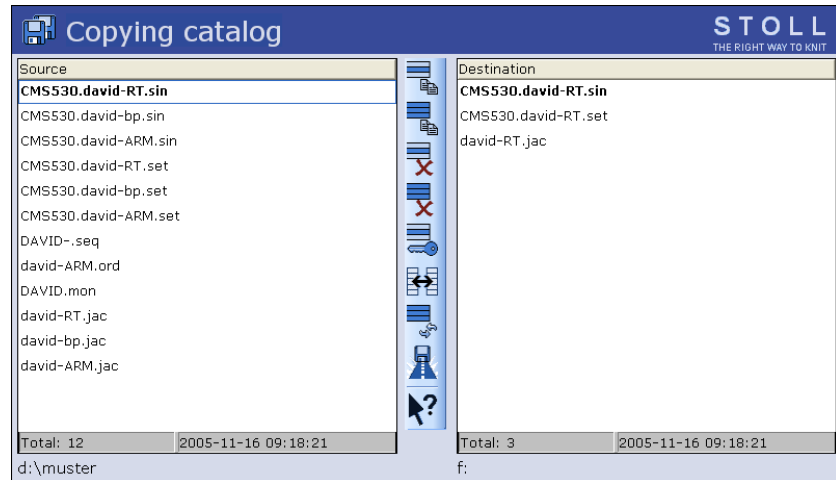 Copying catalog
STOLL
THE RIGHT WAY TO KNIT
Source
CMS530.david-RT.sin
CMS530.david-bp.sin
CMS530.david-ARM.sin
CMS530.david-RT.set
CMS530.david-bp.set
CMS530.david-ARM.set
DAVID-.seq
david-ARM.ord
DAVID.mon
david-RT.jac
david-bp.jac
david-ARM.jac
Total: 12 2005-11-16 09:18:21
d:\muster
?
Destination
CMS530.david-RT.sin
CMS530.david-RT.set
david-RT.jac
Total: 3 2005-11-16 09:18:21
f: